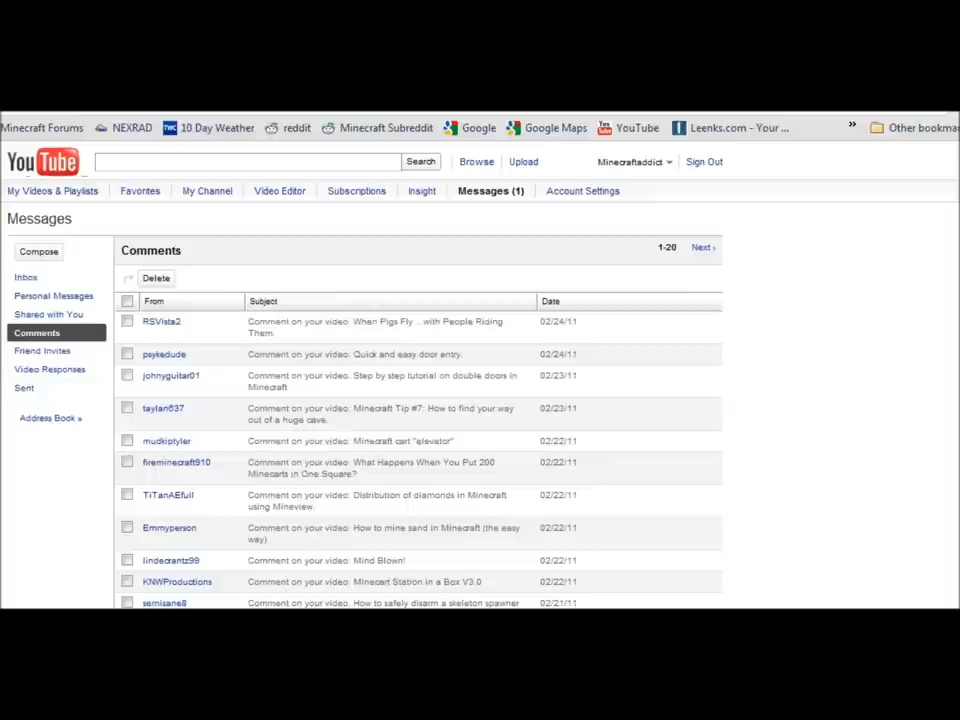 Minecraft Forums NEXRAD TWC 10 Day Weather reddit Minecraft Subreddit Google Google Maps You Tube YouTube Leenks.com - Your ... » Other bookma
YouTube Search Browse Upload Minecraftaddict Sign Out
My Videos & Playlists Favorites My Channel Video Editor Subscriptions Insight Messages (1) Account Settings
Messages
Compose
Inbox
Personal Messages
Shared with You
Comments
Friend Invites
Video Responses
Sent
Address Book »
Comments 1-20 Next ›
Delete
From Subject Date
RSVista2 Comment on your video: When Pigs Fly .. with People Riding 02/24/11
Them.
psykedude Comment on your video: Quick and easy door entry. 02/24/11
johnyguitar01 Comment on your video: Step by step tutorial on double doors in 02/23/11
Minecraft
taylan637 Comment on your video: Minecraft Tip #7: How to find your way 02/23/11
out of a huge cave.
mudkiptyler Comment on your video: Minecraft cart "elevator" 02/22/11
fireminecraft910 Comment on your video: What Happens When You Put 200 02/22/11
Minecarts in One Square?
TiTanAEfull Comment on your video: Distribution of diamonds in Minecraft 02/22/11
using Mineview.
Emmyperson Comment on your video: How to mine sand in Minecraft (the easy 02/22/11
way)
lindecrantz99 Comment on your video: Mind Blown! 02/22/11
KNWProductions Comment on your video: Minecart Station in a Box V3.0 02/22/11
semisane8 Comment on your video: How to safely disarm a skeleton spawner 02/21/11